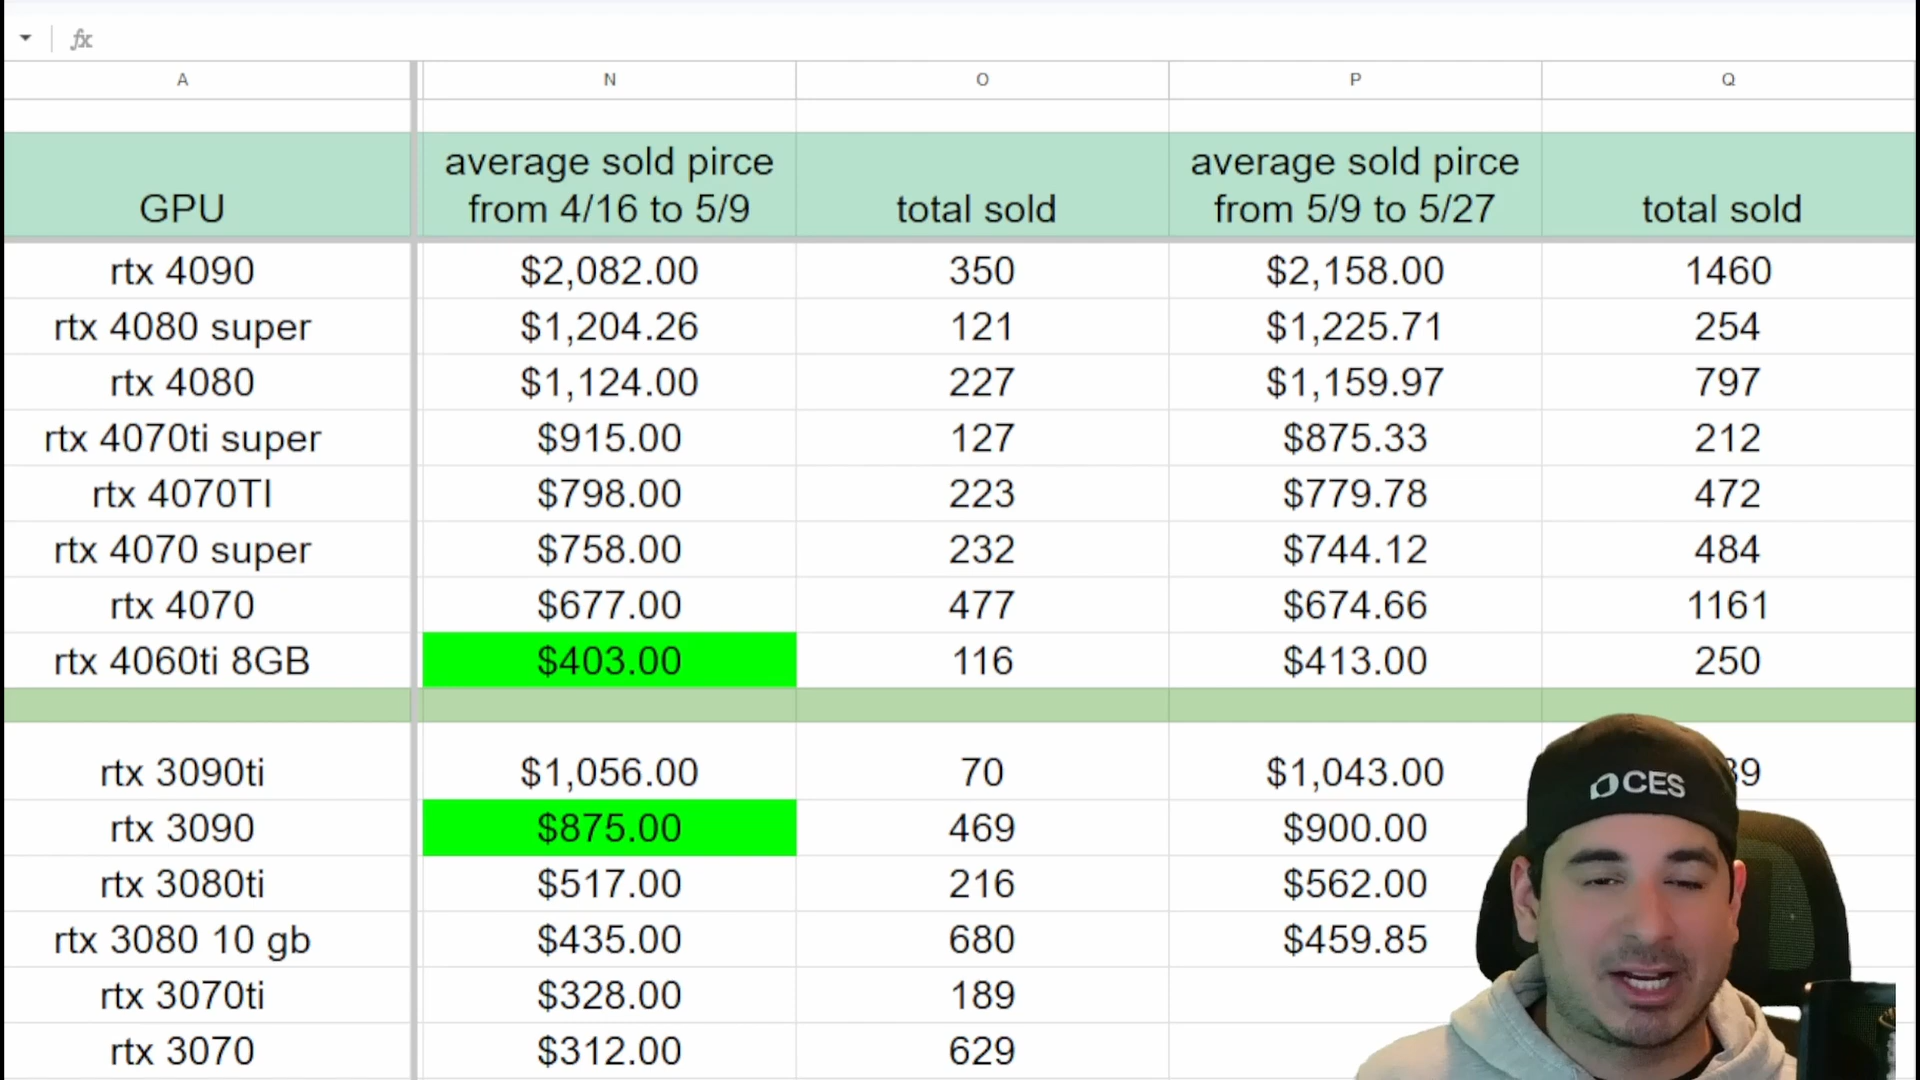 fx
A N O P Q
average sold pirce average sold pirce
GPU from 4/16 to 5/9 total sold from 5/9 to 5/27 total sold
rtx 4090 $2,082.00 350 $2,158.00 1460
rtx 4080 super $1,204.26 121 $1,225.71 254
rtx 4080 $1,124.00 227 $1,159.97 797
rtx 4070ti super $915.00 127 $875.33 212
rtx 4070TI $798.00 223 $779.78 472
rtx 4070 super $758.00 232 $744.12 484
rtx 4070 $677.00 477 $674.66 1161
rtx 4060ti 8GB $403.00 116 $413.00 250
rtx 3090ti $1,056.00 70 $1,043.00
CES
rtx 3090 $875.00 469 $900.00
rtx 3080ti $517.00 216 $562.00
rtx 3080 10 gb $435.00 680 $459.85
rtx 3070ti $328.00 189
rtx 3070 $312.00 629